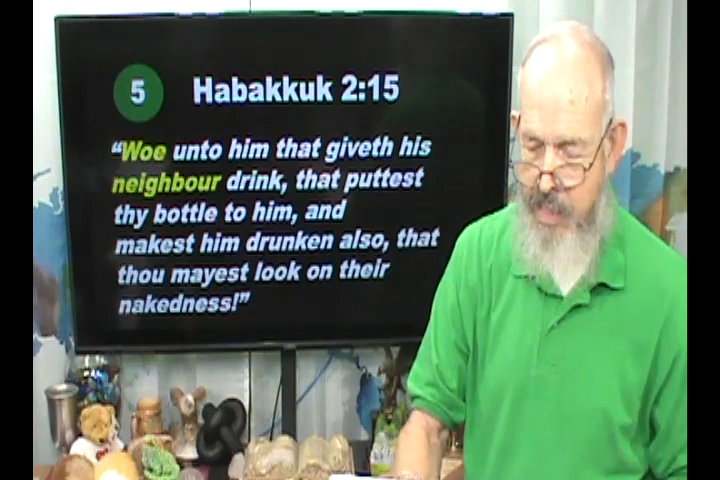 5 Habakkuk 2:15
“Woe unto him that giveth his
neighbour drink, that puttest
thy bottle to him, and
makest him drunken also, that
thou mayest look on their
nakedness!”